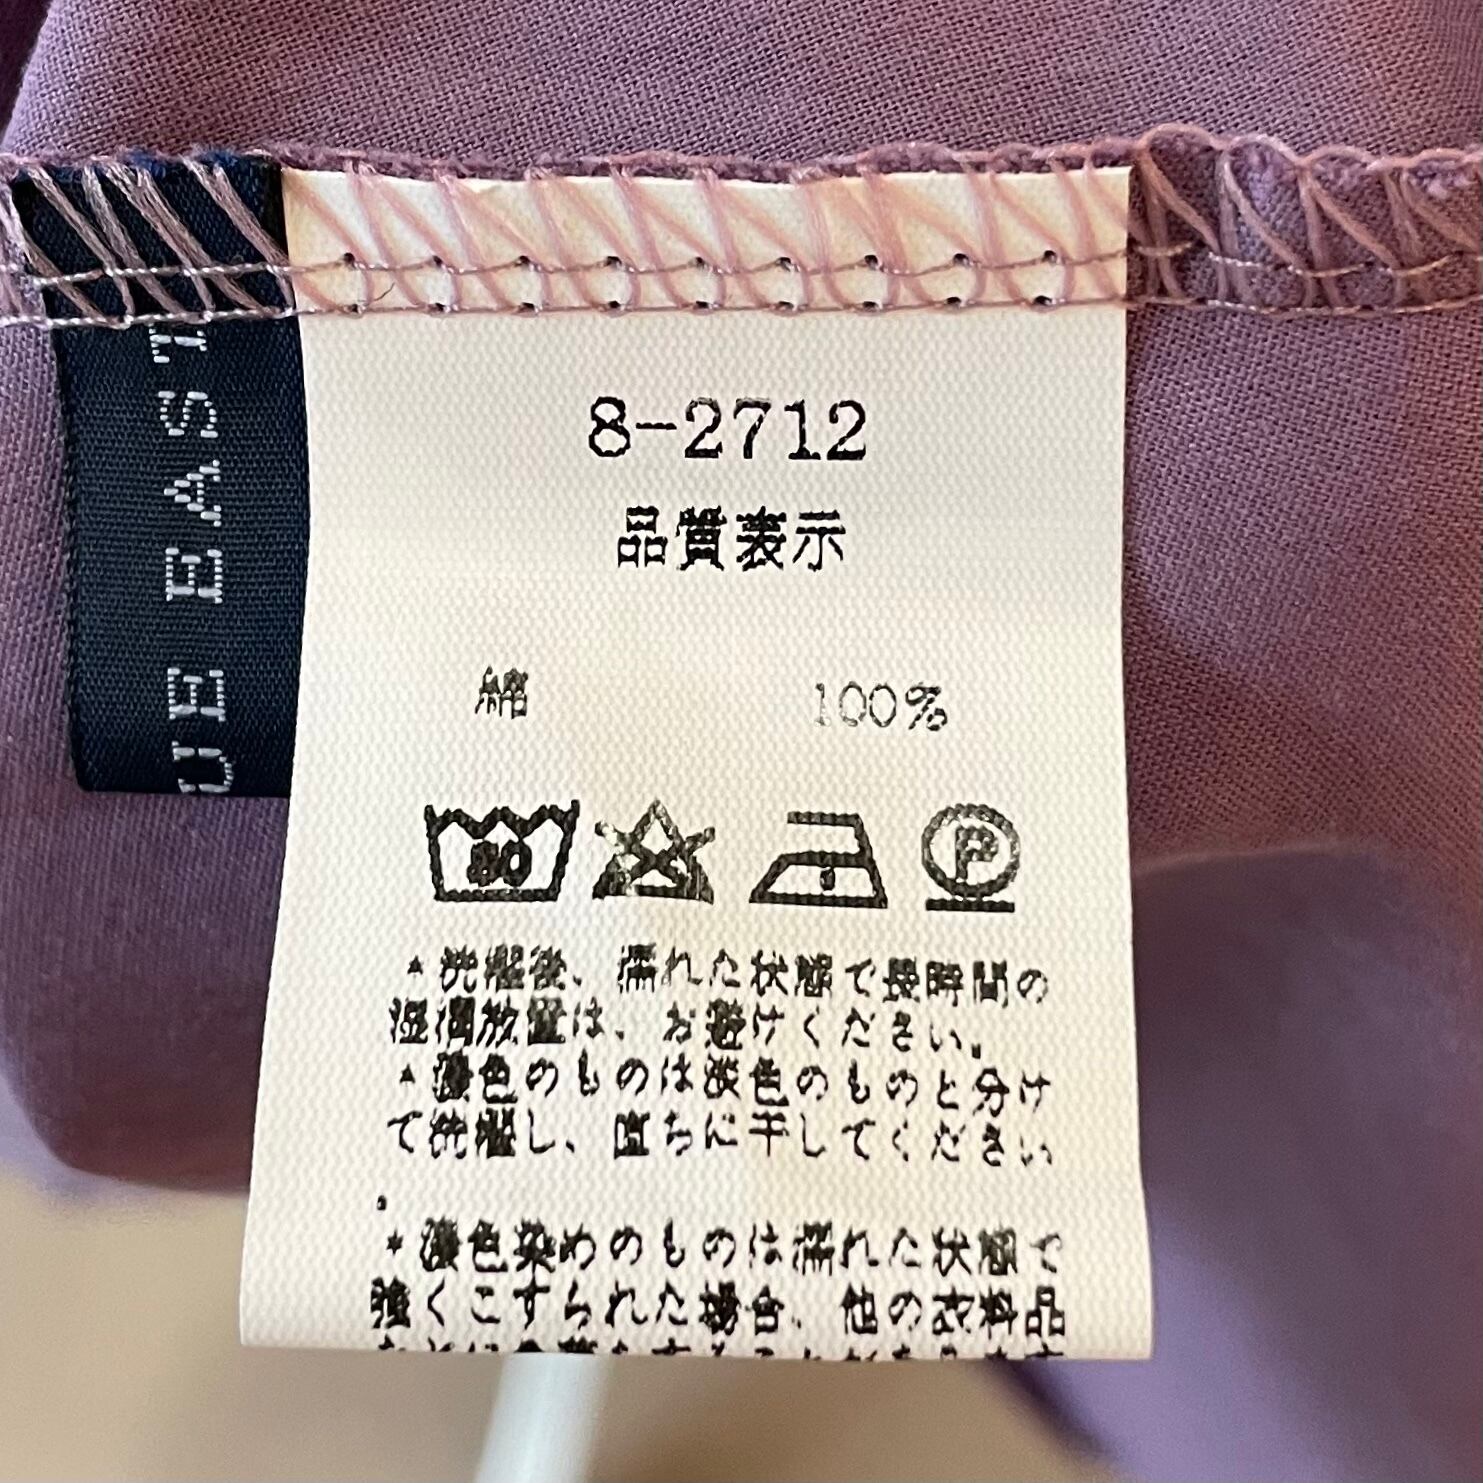 UE EAST
8-2712
品質表示
綿 100%
P
*洗濯後、濡れた状態で長時間の
湿潤放置は、お避けください。
*濃色のものは淡色のものと分け
て洗濯し、直ちに干してください
。
*濃色染めのものは濡れた状態で
強くこすられた場合、他の衣料品